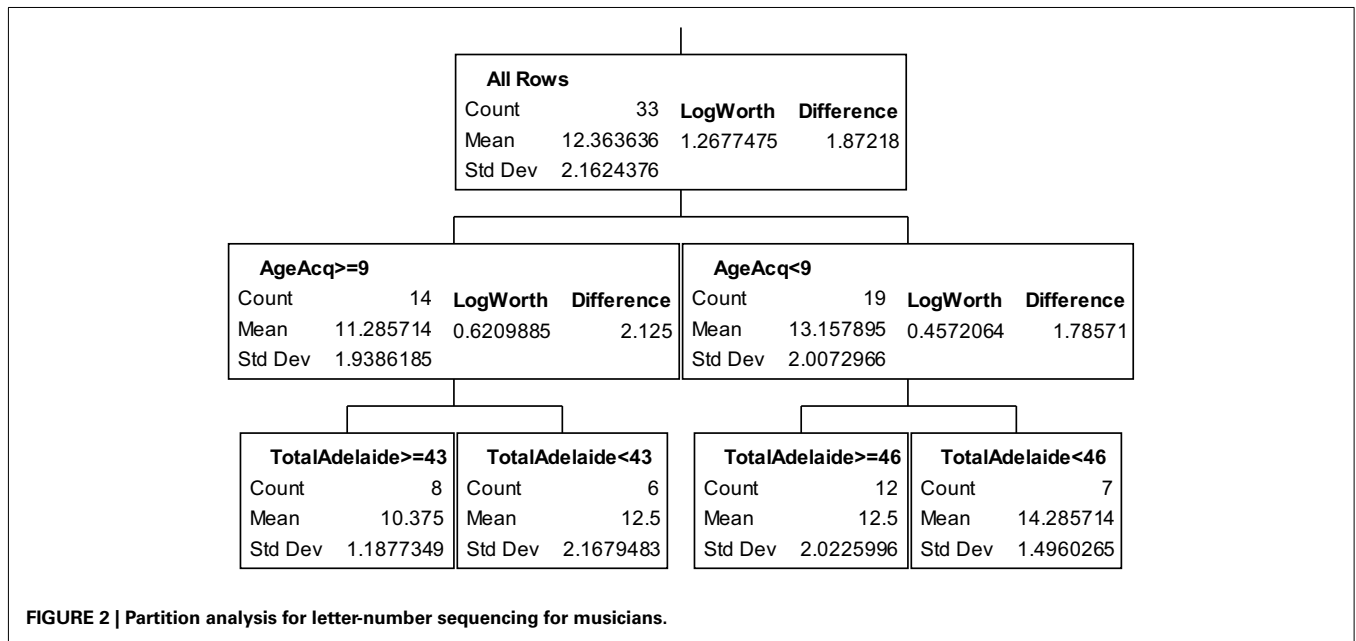 All Rows
Count 33 LogWorth Difference
Mean 12.363636 1.2677475 1.87218
Std Dev 2.1624376
AgeAcq>=9
Count 14 LogWorth Difference
Mean 11.285714 0.6209885 2.125
Std Dev 1.9386185
AgeAcq<9
Count 19 LogWorth Difference
Mean 13.157895 0.4572064 1.78571
Std Dev 2.0072966
TotalAdelaide>=43
Count 8
Mean 10.375
Std Dev 1.1877349
TotalAdelaide<43
Count 6
Mean 12.5
Std Dev 2.1679483
TotalAdelaide>=46
Count 12
Mean 12.5
Std Dev 2.0225996
TotalAdelaide<46
Count 7
Mean 14.285714
Std Dev 1.4960265
FIGURE 2 | Partition analysis for letter-number sequencing for musicians.